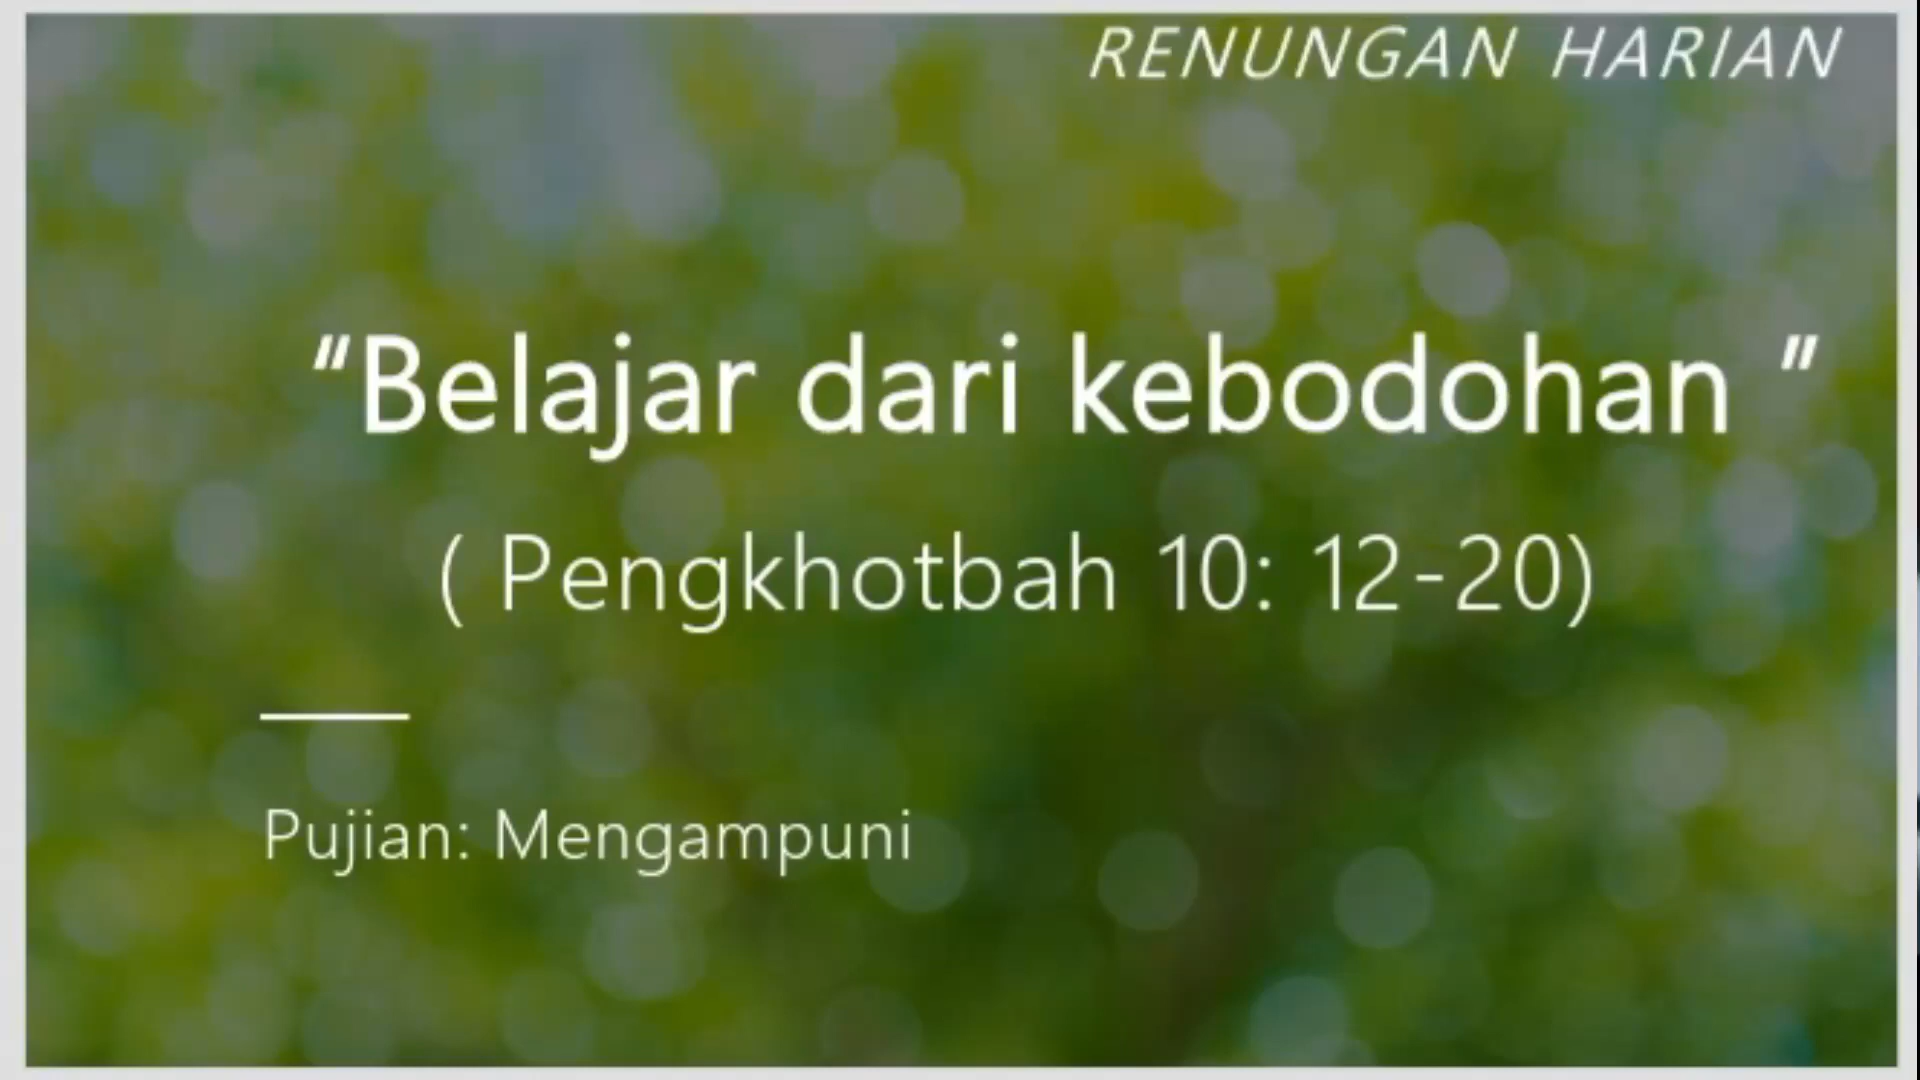 RENUNGAN HARIAN
“Belajar dari kebodohan ”
( Pengkhotbah 10: 12-20)
Pujian: Mengampuni